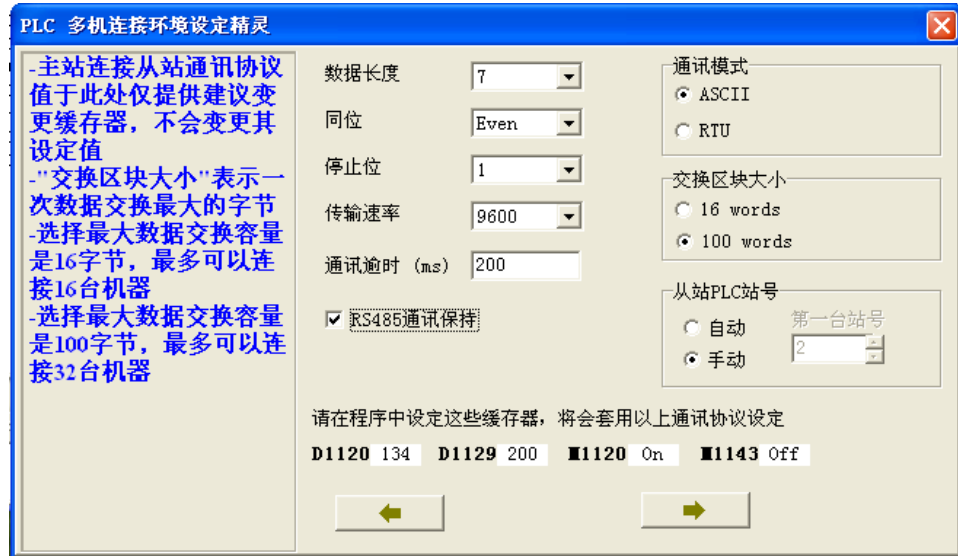 PLC 多机连接环境设定精灵
-主站连接从站通讯协议
值于此处仅提供建议变
更缓存器，不会变更其
设定值
-"交换区块大小"表示一
次数据交换最大的字节
-选择最大数据交换容量
是16字节，最多可以连
接16台机器
-选择最大数据交换容量
是100字节，最多可以连
接32台机器
数据长度 7
同位 Even
停止位 1
传输速率 9600
通讯逾时 (ms) 200
RS485通讯保持
通讯模式
ASCII
RTU
交换区块大小
16 words
100 words
从站PLC站号
自动
手动
第一台站号
2
请在程序中设定这些缓存器，将会套用以上通讯协议设定
D1120 134 D1129 200 M1120 On M1143 Off